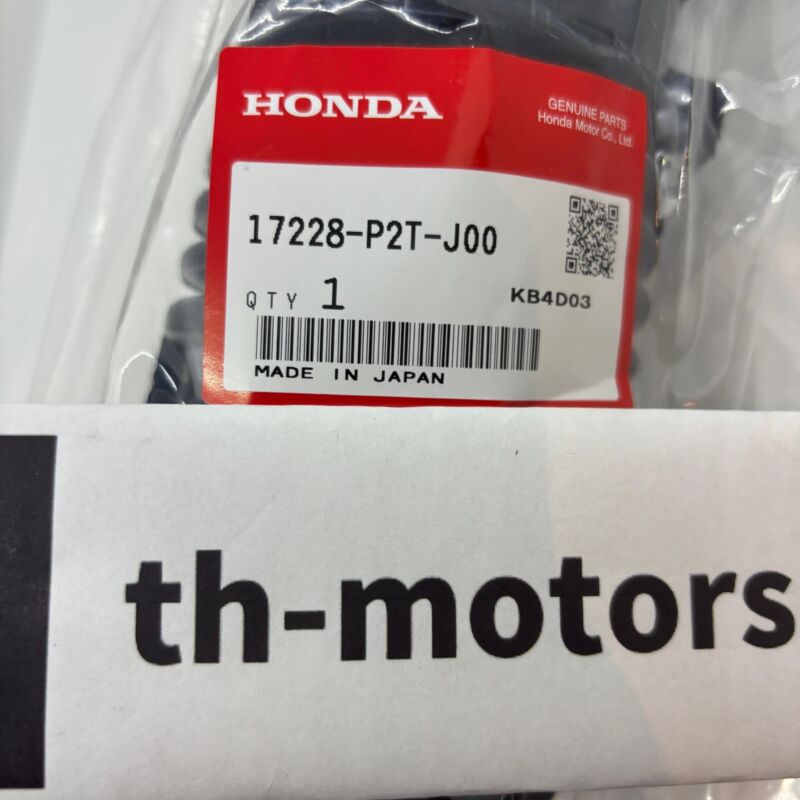 HONDA
GENUINE PARTS
Honda Motor Co., Ltd.
17228-P2T-J00
QTY 1
KB4D03
MADE IN JAPAN
th-motors